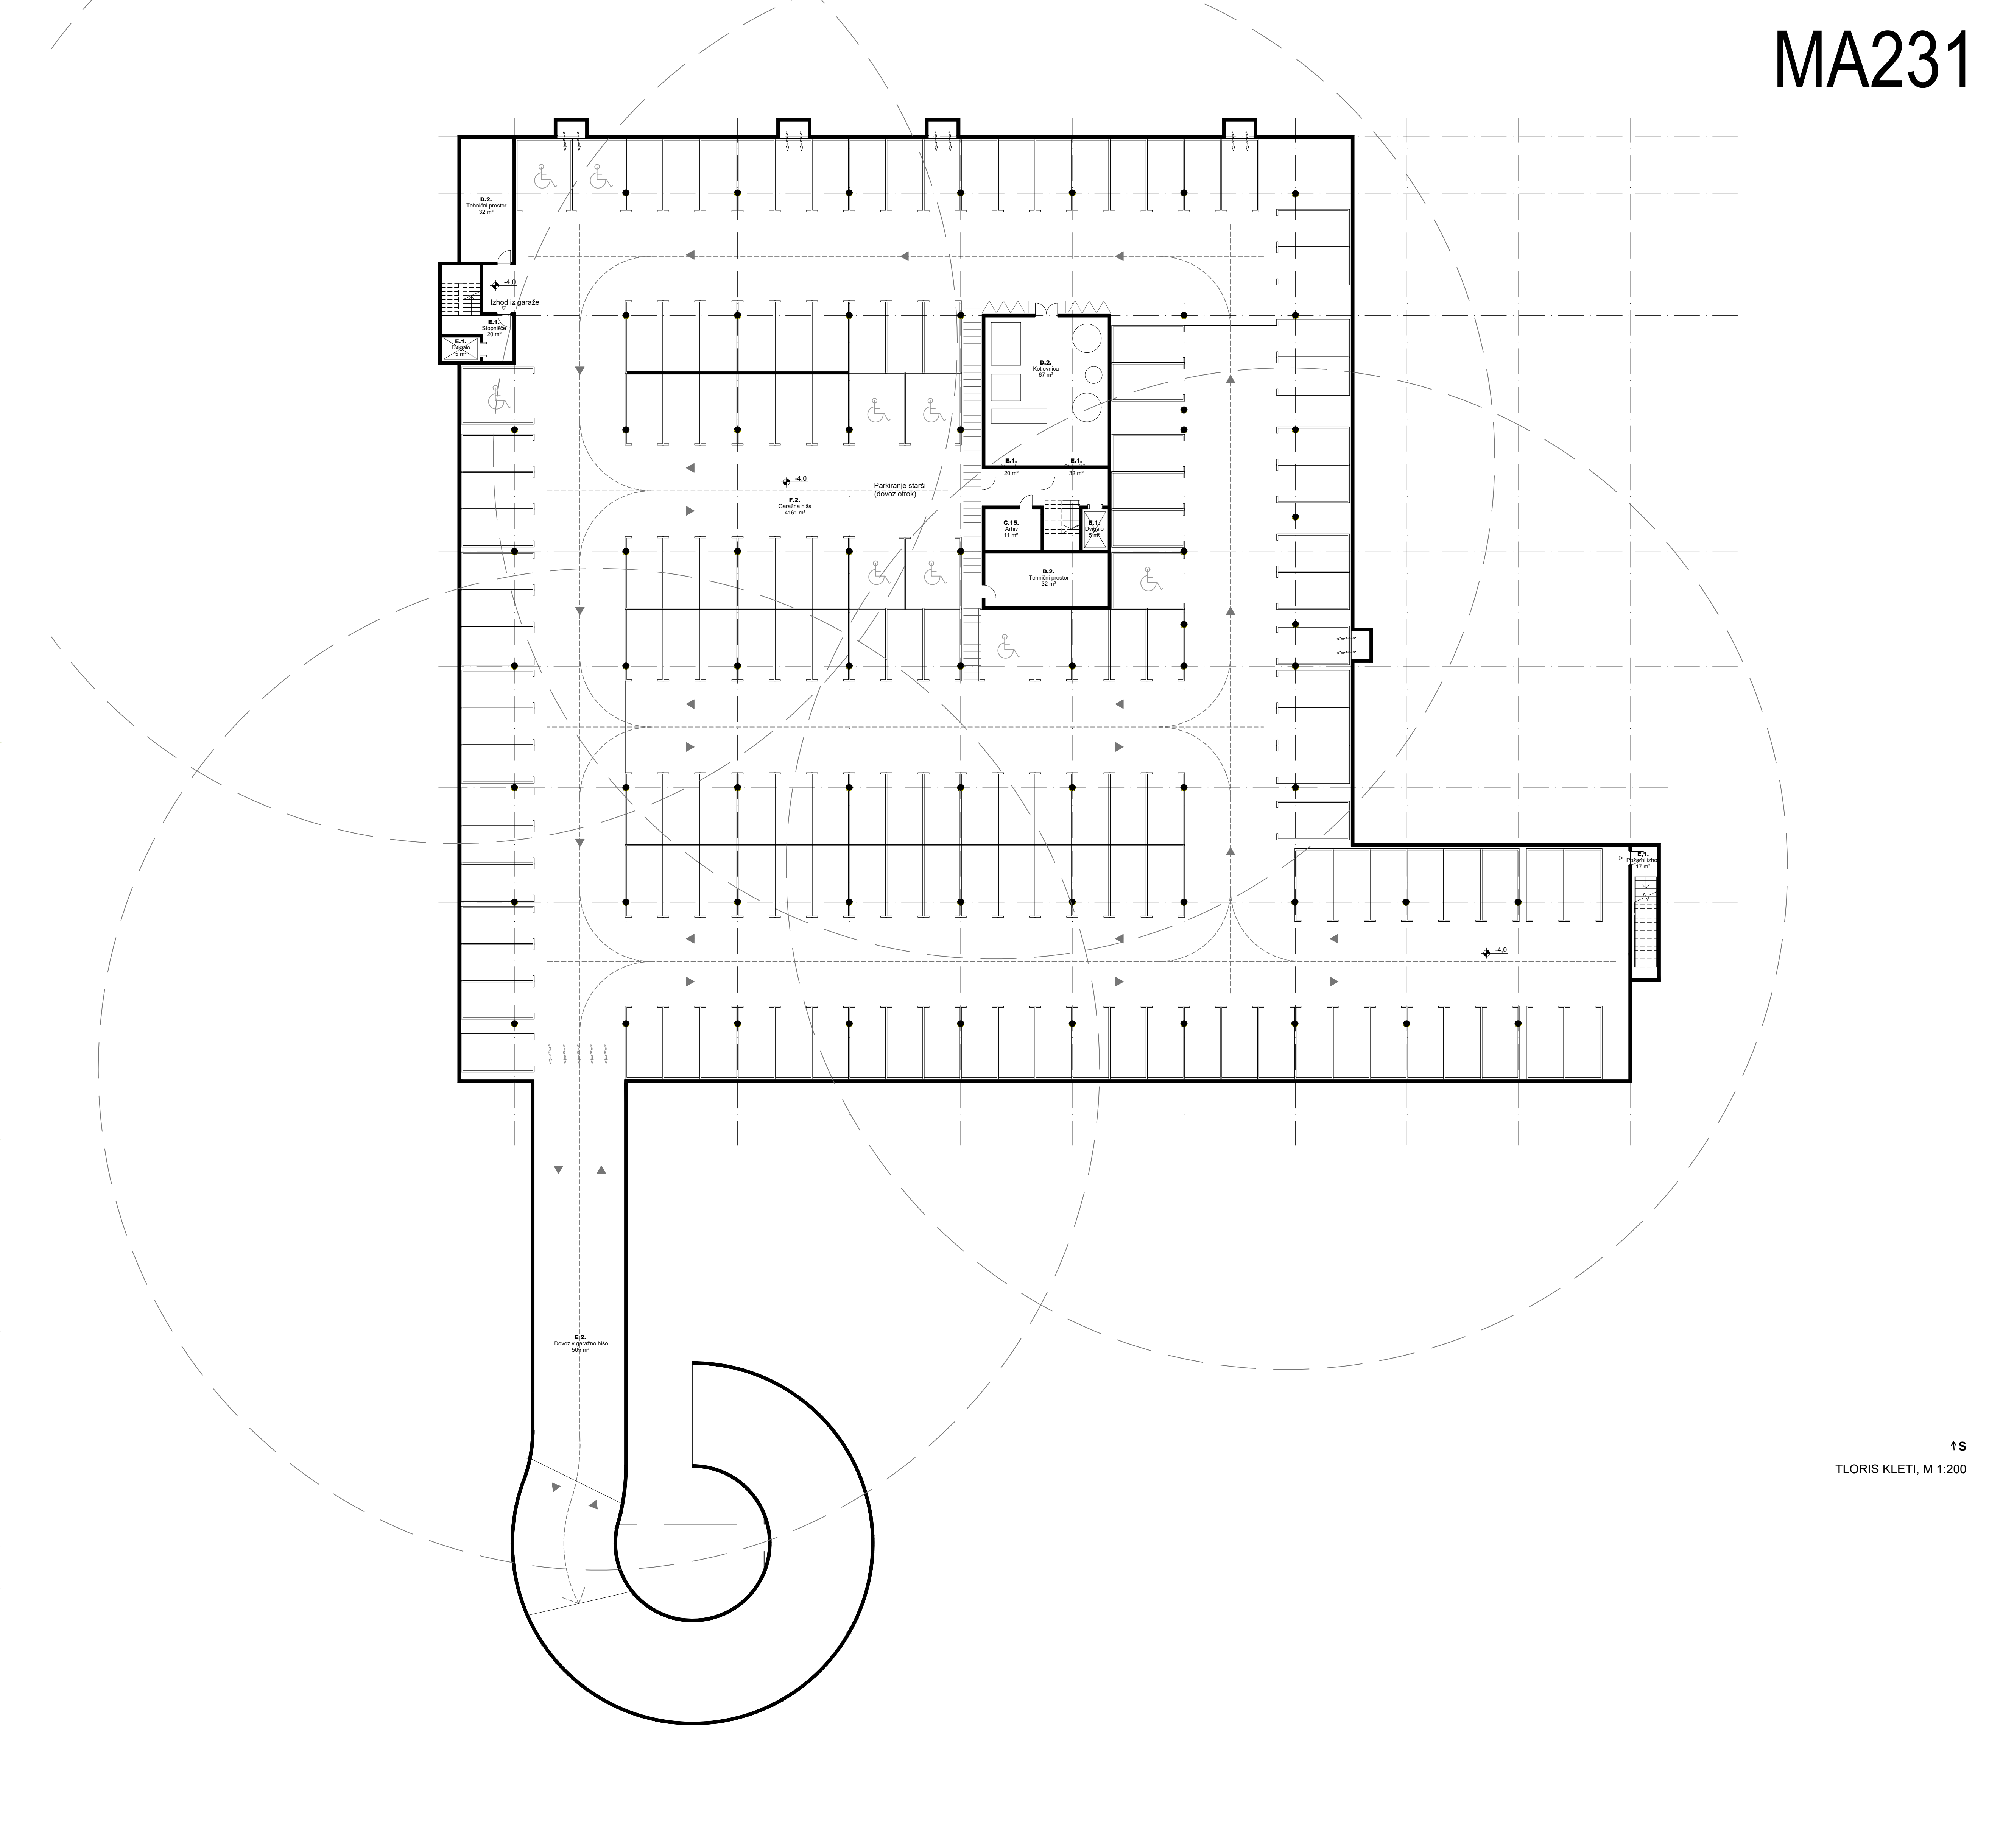 MA231
D.2.
Tehnični prostor
32 m²
-4,0
Izhod iz garaže
E.1.
Stopnišče
20 m²
E.1.
Dvigalo
5 m²
D.2.
Kotlovnica
67 m²
E.1.
20 m²
E.1.
32 m²
-4,0
Parkiranje starši
(dovoz otrok)
F.2.
Garažna hiša
4161 m²
C.15.
Arhiv
11 m²
E.1.
Dvigalo
5 m²
D.2.
Tehnični prostor
32 m²
E.1.
Požarni izho
17 m²
-4,0
E.2.
Dovoz v garažno hišo
505 m²
S
TLORIS KLETI, M 1:200